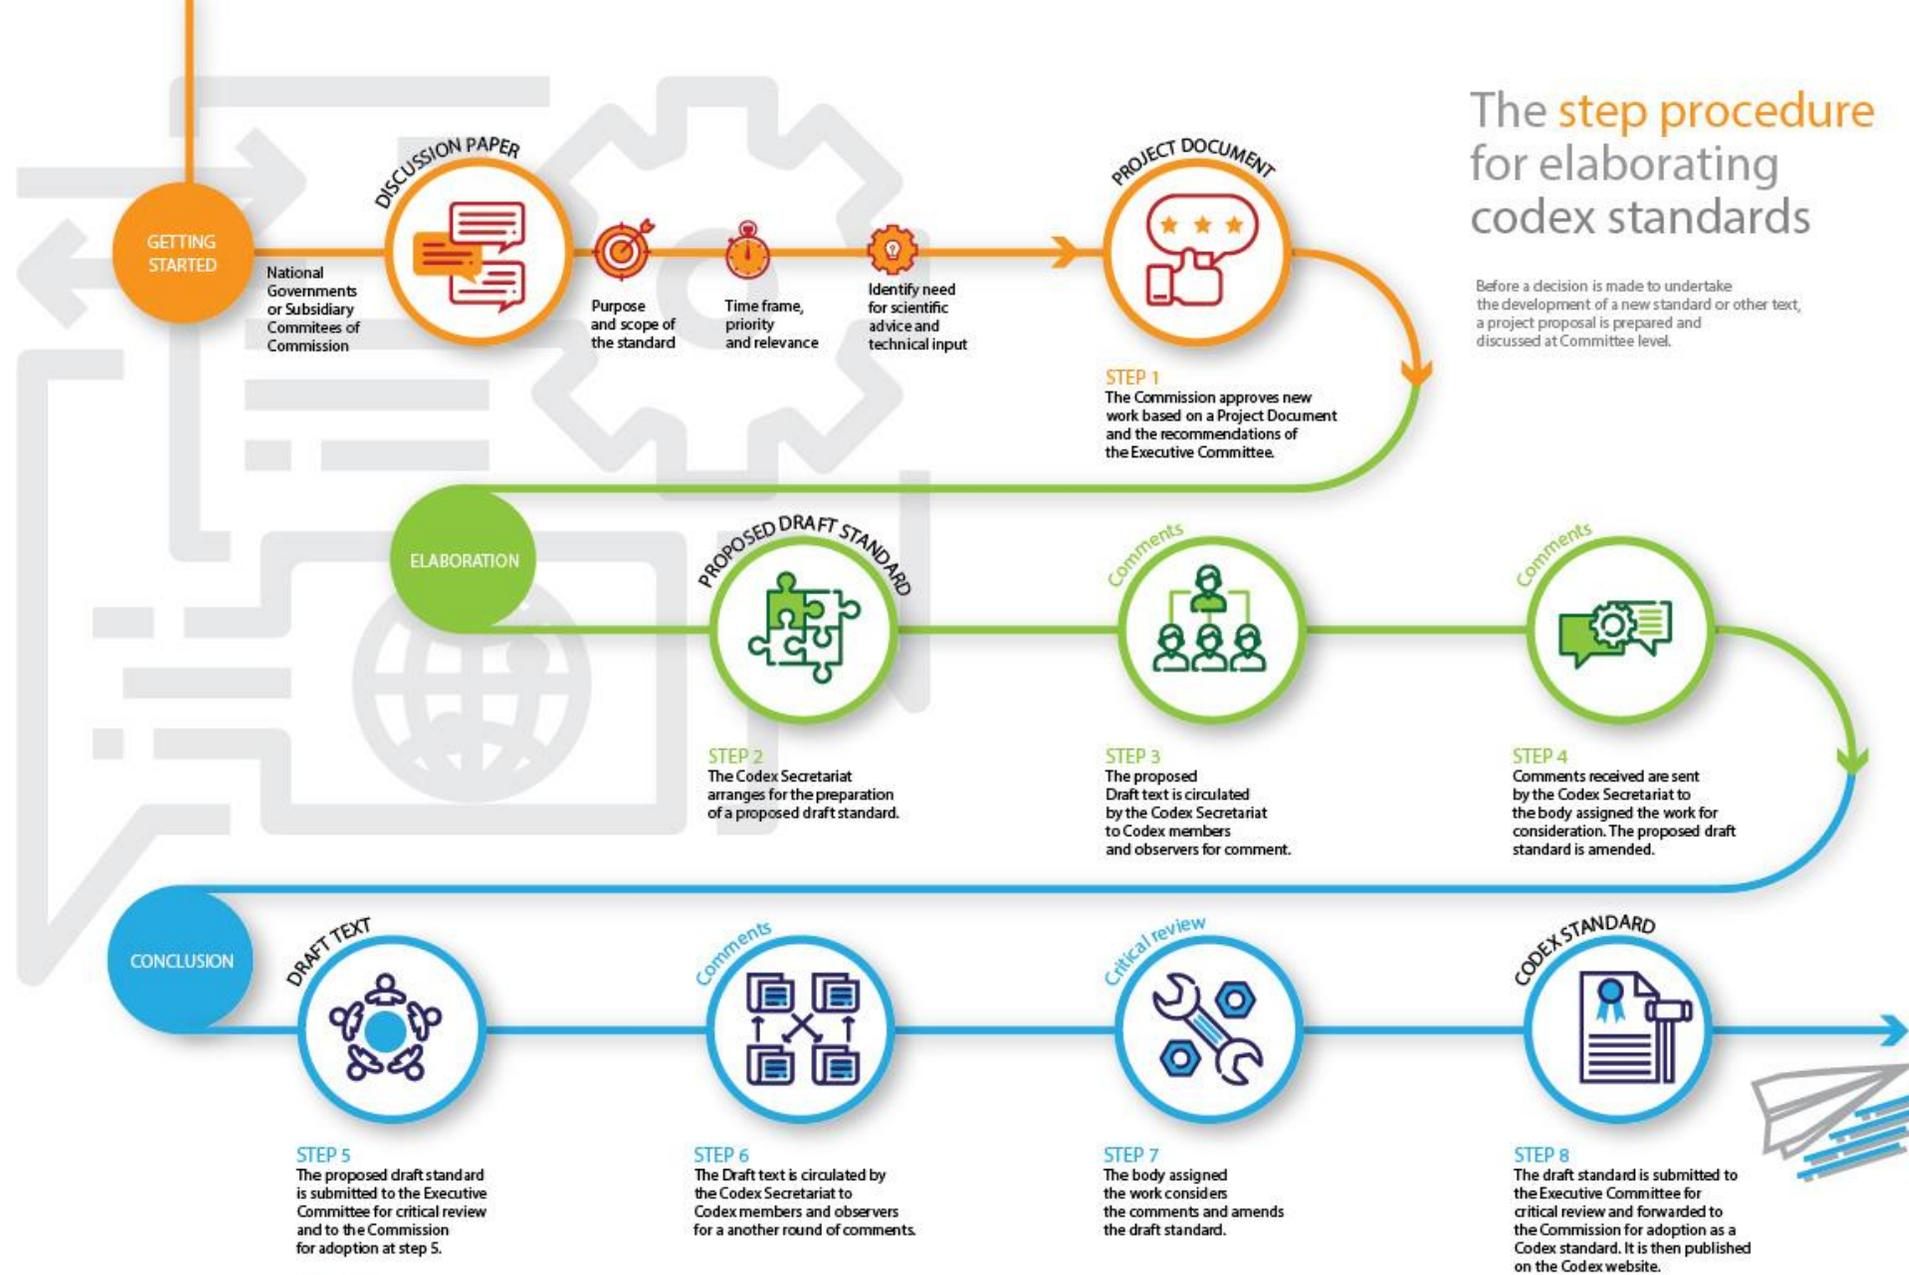 The step procedure
for elaborating
codex standards
Before a decision is made to undertake
the development of a new standard or other text,
a project proposal is prepared and
discussed at Committee level.
GETTING
STARTED
National
Governments
or Subsidiary
Commitees of
Commission
DISCUSSION PAPER
Purpose
and scope of
the standard
Time frame,
priority
and relevance
Identify need
for scientific
advice and
technical input
PROJECT DOCUMENT
STEP 1
The Commission approves new
work based on a Project Document
and the recommendations of
the Executive Committee.
ELABORATION
PROPOSED DRAFT STANDARD
STEP 2
The Codex Secretariat
arranges for the preparation
of a proposed draft standard.
Comments
STEP 3
The proposed
Draft text is circulated
by the Codex Secretariat
to Codex members
and observers for comment.
Comments
STEP 4
Comments received are sent
by the Codex Secretariat to
the body assigned the work for
consideration. The proposed draft
standard is amended.
CONCLUSION
DRAFT TEXT
STEP 5
The proposed draft standard
is submitted to the Executive
Committee for critical review
and to the Commission
for adoption at step 5.
Comments
STEP 6
The Draft text is circulated by
the Codex Secretariat to
Codex members and observers
for a another round of comments.
Critical review
STEP 7
The body assigned
the work considers
the comments and amends
the draft standard.
CODEX STANDARD
STEP 8
The draft standard is submitted to
the Executive Committee for
critical review and forwarded to
the Commission for adoption as a
Codex standard. It is then published
on the Codex website.